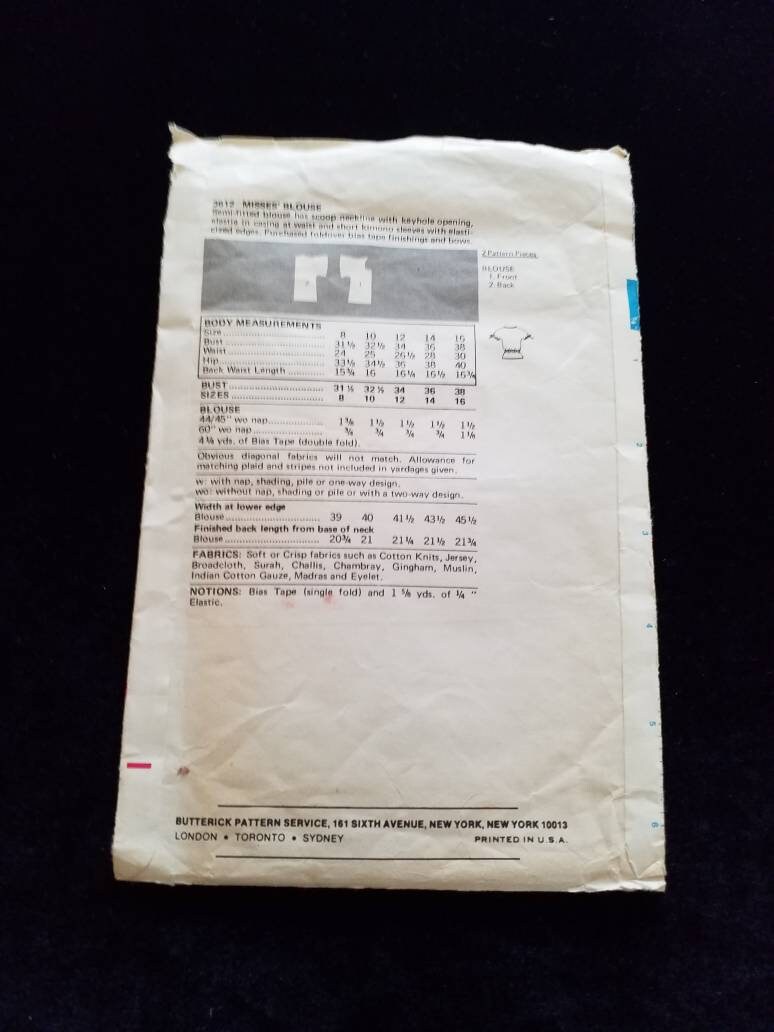 3612 MISSES' BLOUSE
Semi-fitted blouse has scoop neckline with keyhole opening,
elastic in casing at waist and short kimono sleeves with elasti-
cized edges. Purchased foldover bias tape finishings and bows.
2 Pattern Pieces
BLOUSE
1. Front
2. Back
2 1
BODY MEASUREMENTS
Size 8 10 12 14 16
Bust 31½ 32½ 34 36 38
Waist 24 25 26½ 28 30
Hip 33½ 34½ 36 38 40
Back Waist Length 15¾ 16 16¼ 16½ 16¾
BUST 31½ 32½ 34 36 38
SIZES 8 10 12 14 16
BLOUSE
44/45" wo nap 1⅜ 1½ 1½ 1½ 1½
60" wo nap ¾ ¾ ¾ ¾ 1⅛
yds. of Bias Tape (double fold).
Obvious diagonal fabrics will not match. Allowance for
matching plaid and stripes not included in yardages given.
w: with nap, shading, pile or one-way design.
wo: without nap, shading or pile or with a two-way design.
Width at lower edge
Blouse 39 40 41½ 43½ 45½
Finished back length from base of neck
Blouse 20¾ 21 21¼ 21½ 21¾
FABRICS: Soft or Crisp fabrics such as Cotton Knits, Jersey,
Broadcloth, Surah, Challis, Chambray, Gingham, Muslin,
Indian Cotton Gauze, Madras and Eyelet.
NOTIONS: Bias Tape (single fold) and 1 ⅝ yds. of ¼ "
Elastic.
2
3
4
5
6
BUTTERICK PATTERN SERVICE, 161 SIXTH AVENUE, NEW YORK, NEW YORK 10013
LONDON • TORONTO • SYDNEY PRINTED IN U.S.A.